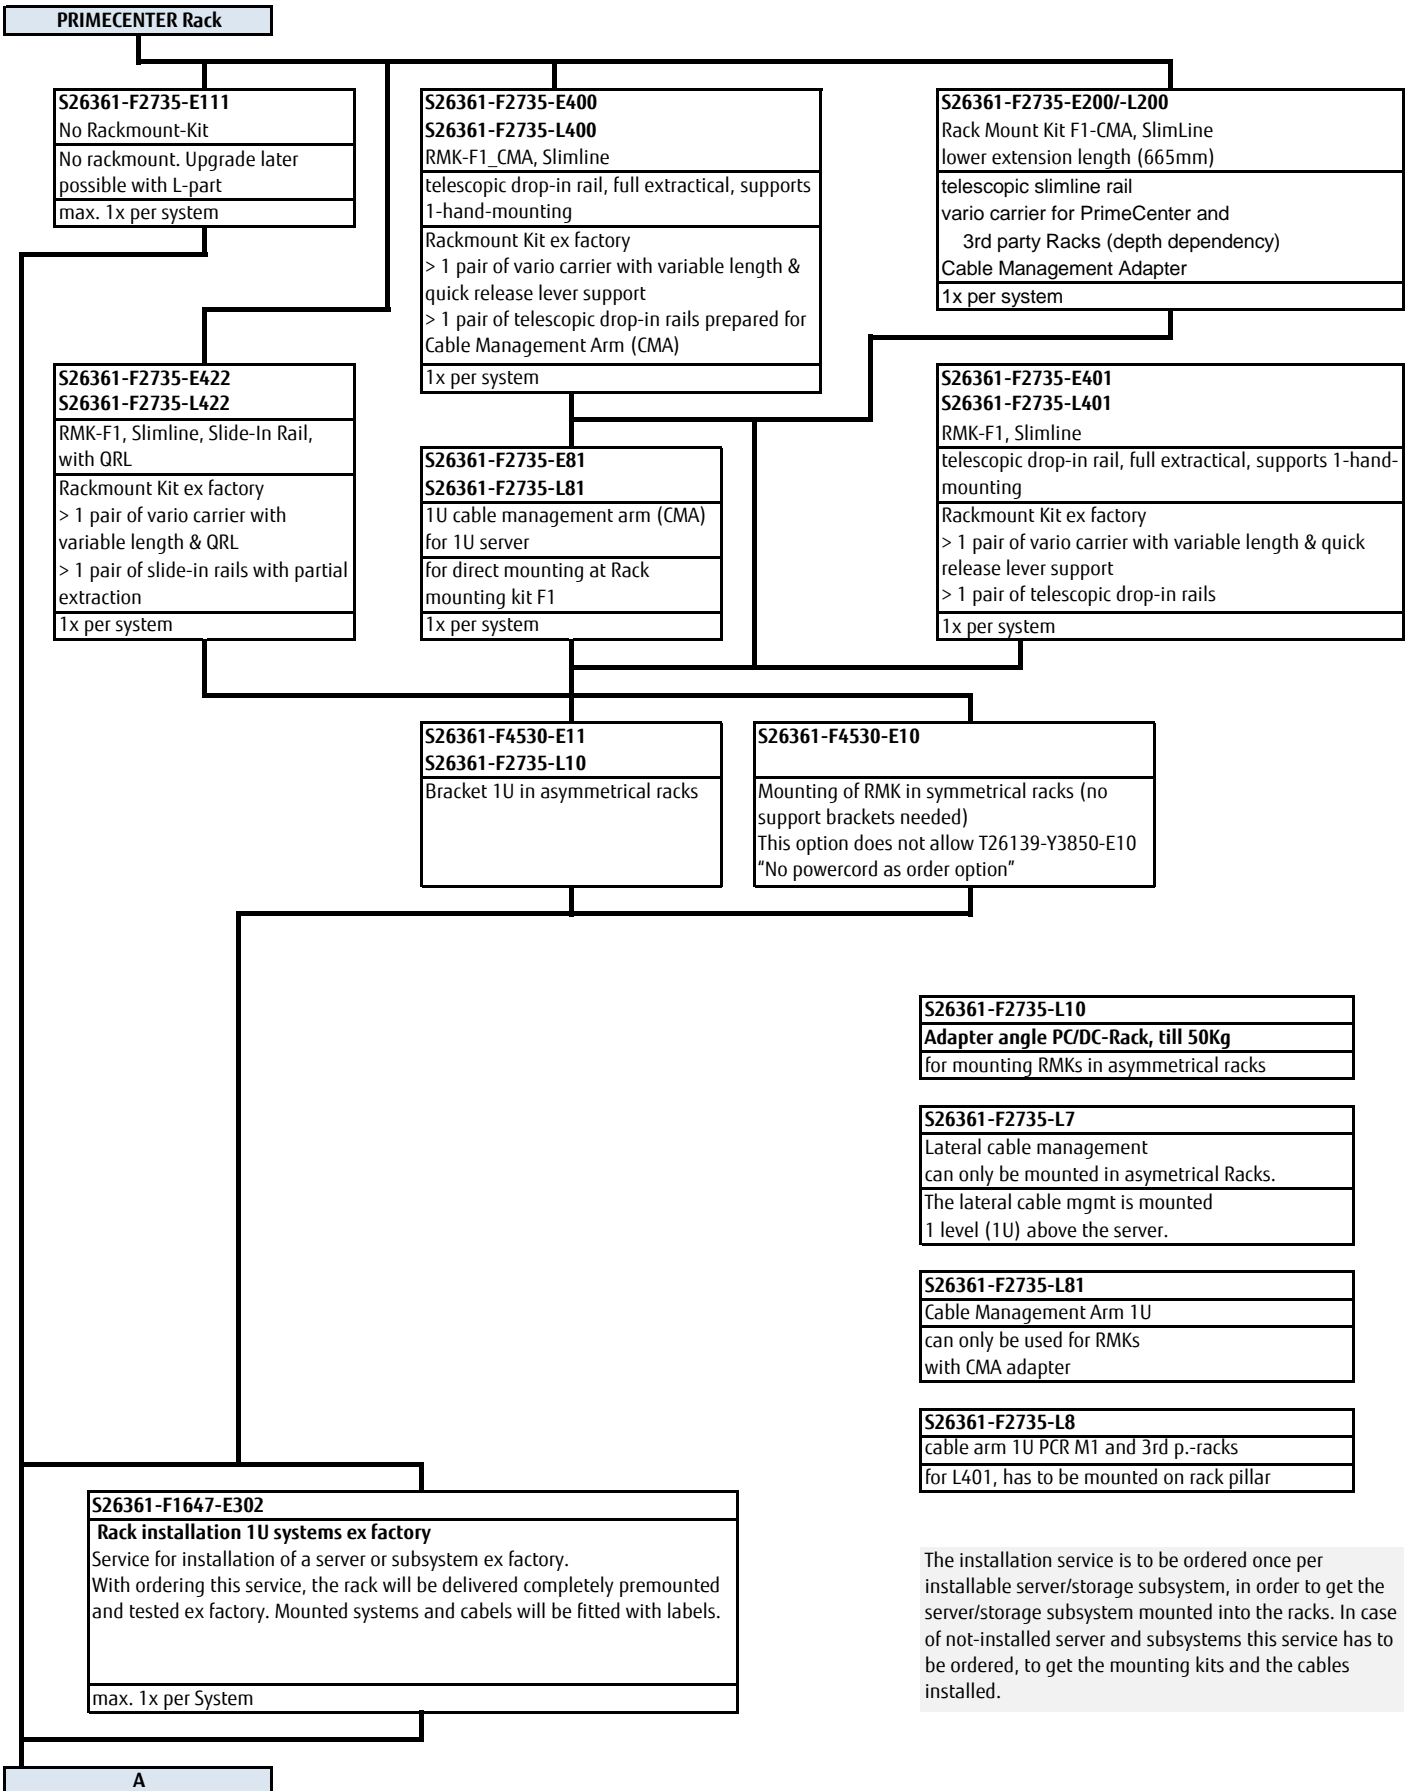 PRIMECENTER Rack
S26361-F2735-E111
No Rackmount-Kit
No rackmount. Upgrade later
possible with L-part
max. 1x per system
S26361-F2735-E400
S26361-F2735-L400
RMK-F1_CMA, Slimline
telescopic drop-in rail, full extractical, supports
1-hand-mounting
Rackmount Kit ex factory
> 1 pair of vario carrier with variable length &
quick release lever support
> 1 pair of telescopic drop-in rails prepared for
Cable Management Arm (CMA)
1x per system
S26361-F2735-E200/-L200
Rack Mount Kit F1-CMA, SlimLine
lower extension length (665mm)
telescopic slimline rail
vario carrier for PrimeCenter and
3rd party Racks (depth dependency)
Cable Management Adapter
1x per system
S26361-F2735-E422
S26361-F2735-L422
RMK-F1, Slimline, Slide-In Rail,
with QRL
Rackmount Kit ex factory
> 1 pair of vario carrier with
variable length & QRL
> 1 pair of slide-in rails with partial
extraction
1x per system
S26361-F2735-E81
S26361-F2735-L81
1U cable management arm (CMA)
for 1U server
for direct mounting at Rack
mounting kit F1
1x per system
S26361-F2735-E401
S26361-F2735-L401
RMK-F1, Slimline
telescopic drop-in rail, full extractical, supports 1-hand-
mounting
Rackmount Kit ex factory
> 1 pair of vario carrier with variable length & quick
release lever support
> 1 pair of telescopic drop-in rails
1x per system
S26361-F4530-E11
S26361-F2735-L10
Bracket 1U in asymmetrical racks
S26361-F4530-E10
Mounting of RMK in symmetrical racks (no
support brackets needed)
This option does not allow T26139-Y3850-E10
“No powercord as order option”
S26361-F2735-L10
Adapter angle PC/DC-Rack, till 50Kg
for mounting RMKs in asymmetrical racks
S26361-F2735-L7
Lateral cable management
can only be mounted in asymetrical Racks.
The lateral cable mgmt is mounted
1 level (1U) above the server.
S26361-F2735-L81
Cable Management Arm 1U
can only be used for RMKs
with CMA adapter
S26361-F2735-L8
cable arm 1U PCR M1 and 3rd p.-racks
for L401, has to be mounted on rack pillar
S26361-F1647-E302
Rack installation 1U systems ex factory
Service for installation of a server or subsystem ex factory.
With ordering this service, the rack will be delivered completely premounted
and tested ex factory. Mounted systems and cabels will be fitted with labels.
max. 1x per System
The installation service is to be ordered once per
installable server/storage subsystem, in order to get the
server/storage subsystem mounted into the racks. In case
of not-installed server and subsystems this service has to
be ordered, to get the mounting kits and the cables
installed.
A